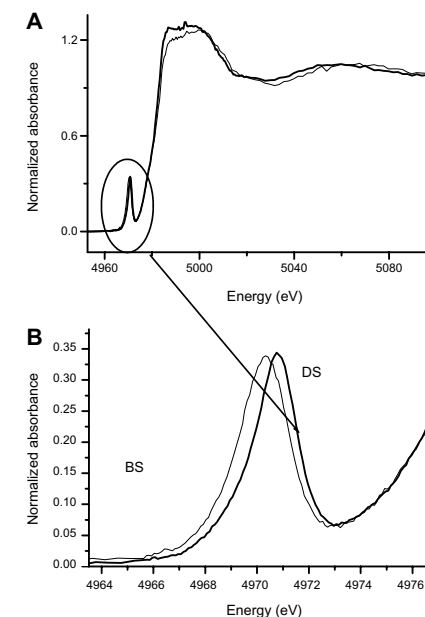 A
Normalized absorbance
1.2
0.6
0.0
4960 5000 5040 5080
Energy (eV)
B
Normalized absorbance
0.35
0.30
0.25
0.20
0.15
0.10
0.05
0.00
DS
BS
4964 4966 4968 4970 4972 4974 4976
Energy (eV)